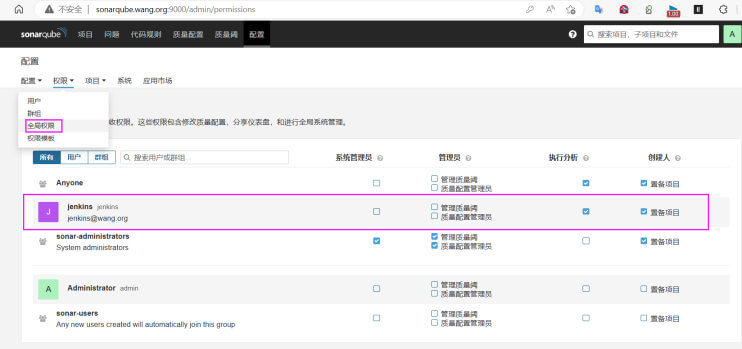 不安全 sonarqube.wang.org:9000/admin/permissions
1.00
sonarqube 项目 问题 代码规则 质量配置 质量阈 配置 搜索项目、子项目和文件 A
配置
配置 权限 项目 系统 应用市场
用户
群组
全局权限
收权限。这些权限包含修改质量配置，分享仪表盘，和进行全局系统管理。
权限模板
所有 用户 群组 搜索用户或群组 系统管理员 管理员 执行分析 创建人
Anyone 管理质量阈 置备项目
质量配置管理员
J jenkins jenkins 管理质量阈 置备项目
jenkins@wang.org 质量配置管理员
sonar-administrators 管理质量阈 置备项目
System administrators 质量配置管理员
A Administrator admin 管理质量阈 置备项目
质量配置管理员
sonar-users 管理质量阈 置备项目
Any new users created will automatically join this group 质量配置管理员